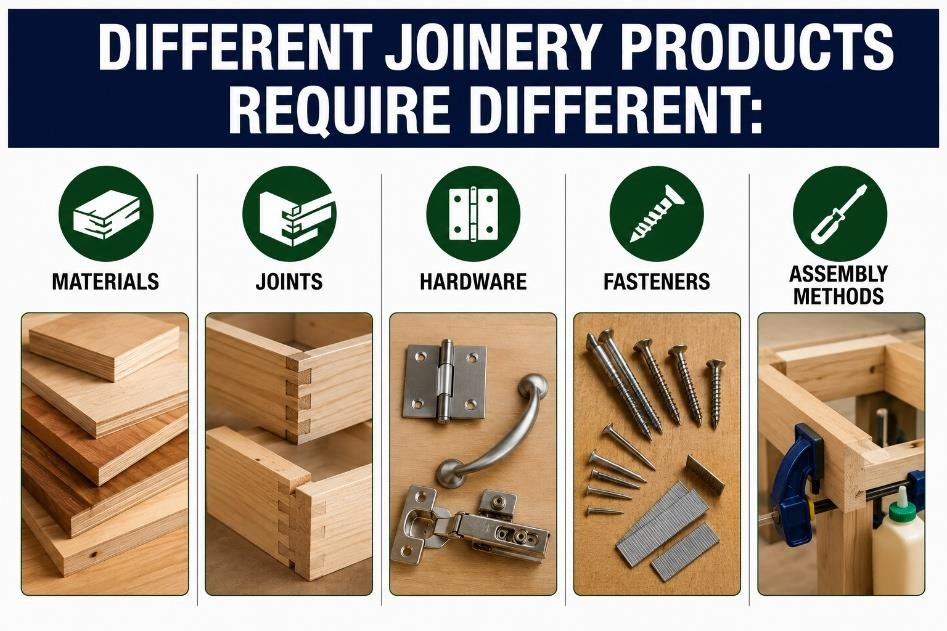 DIFFERENT JOINERY PRODUCTS
REQUIRE DIFFERENT:
MATERIALS
JOINTS
HARDWARE
FASTENERS
ASSEMBLY
METHODS